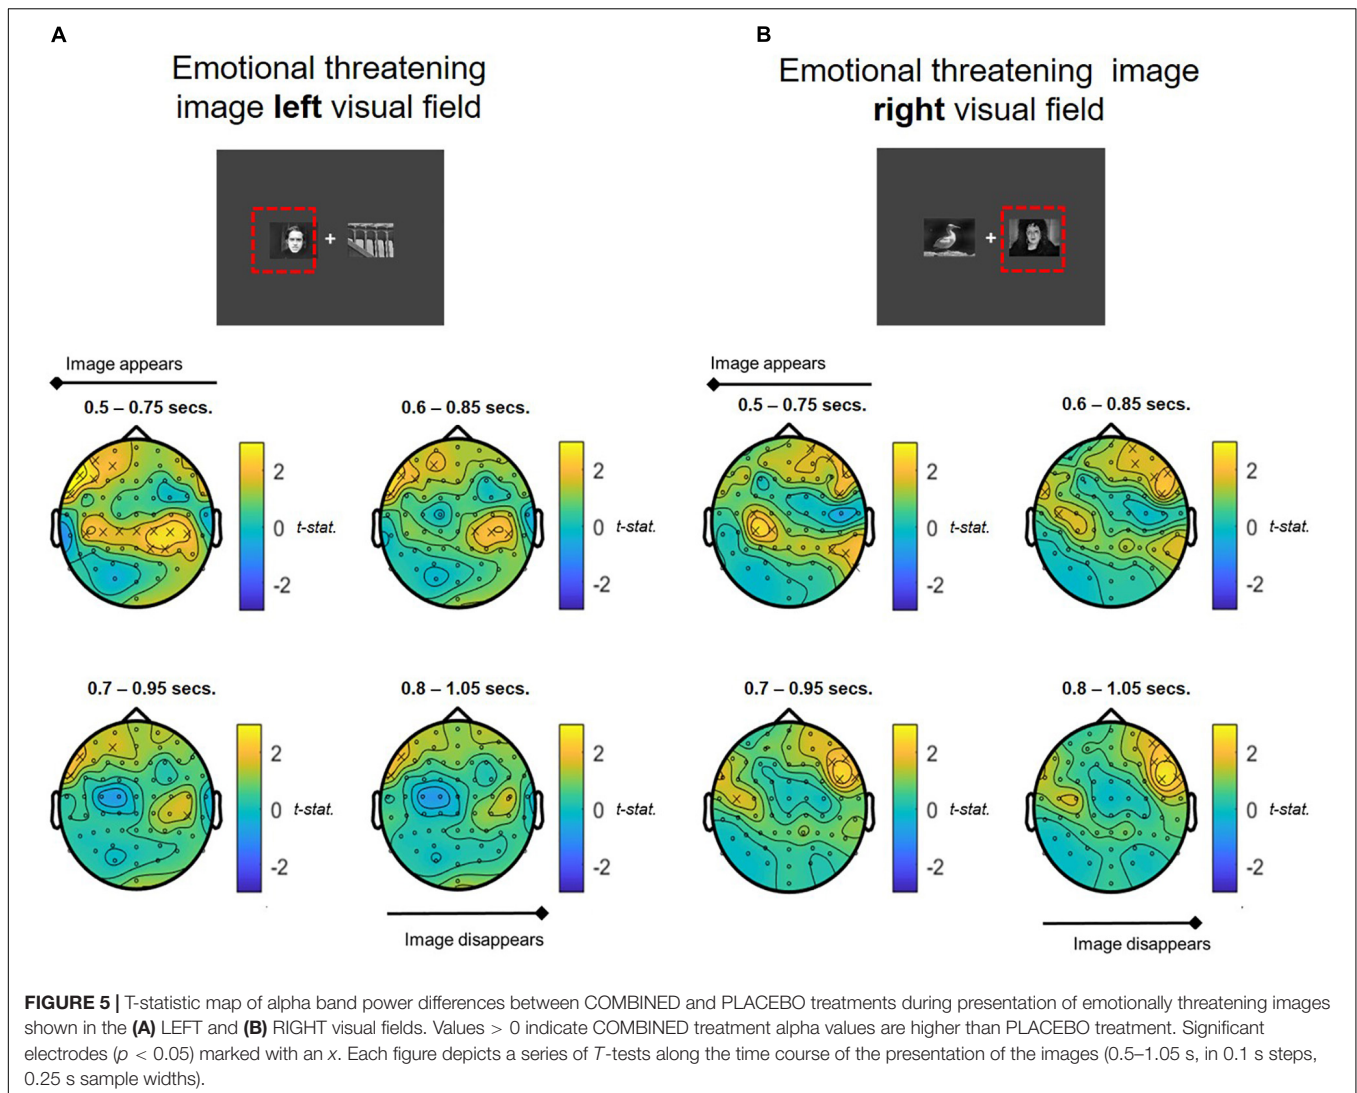 A
Emotional threatening
image left visual field
Image appears
0.5 – 0.75 secs.
2
0
-2
t-stat.
0.6 – 0.85 secs.
2
0
-2
t-stat.
0.7 – 0.95 secs.
2
0
-2
t-stat.
0.8 – 1.05 secs.
2
0
-2
t-stat.
Image disappears
B
Emotional threatening image
right visual field
Image appears
0.5 – 0.75 secs.
2
0
-2
t-stat.
0.6 – 0.85 secs.
2
0
-2
t-stat.
0.7 – 0.95 secs.
2
0
-2
t-stat.
0.8 – 1.05 secs.
2
0
-2
t-stat.
Image disappears
FIGURE 5 | T-statistic map of alpha band power differences between COMBINED and PLACEBO treatments during presentation of emotionally threatening images
shown in the (A) LEFT and (B) RIGHT visual fields. Values > 0 indicate COMBINED treatment alpha values are higher than PLACEBO treatment. Significant
electrodes (p < 0.05) marked with an x. Each figure depicts a series of T-tests along the time course of the presentation of the images (0.5–1.05 s, in 0.1 s steps,
0.25 s sample widths).